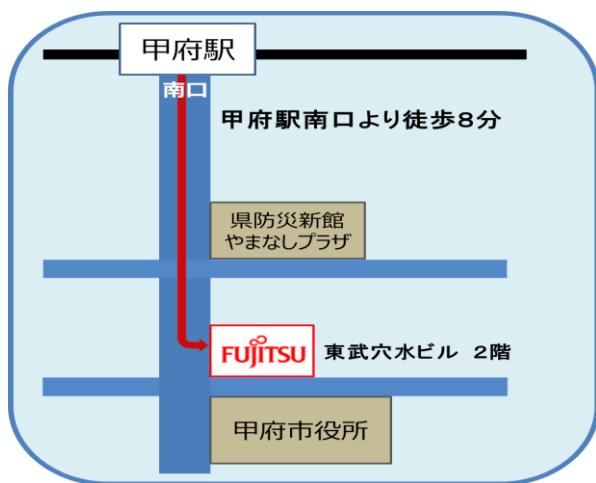 甲府駅
南口
甲府駅南口より徒歩8分
県防災新館
やまなしプラザ
FUJITSU 東武穴水ビル 2階
甲府市役所